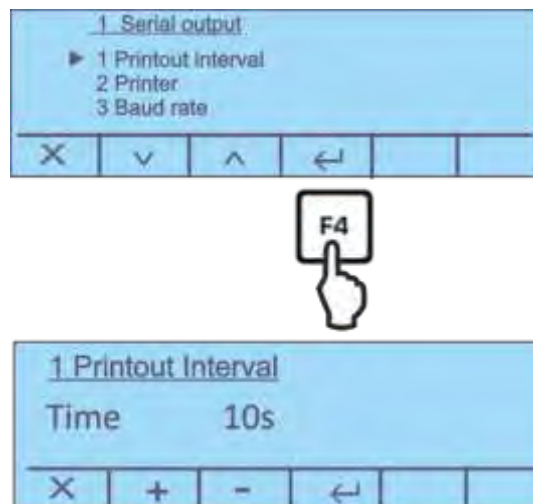 1 Serial output
► 1 Printout Interval
2 Printer
3 Baud rate
F4
1 Printout Interval
Time 10s
+ -